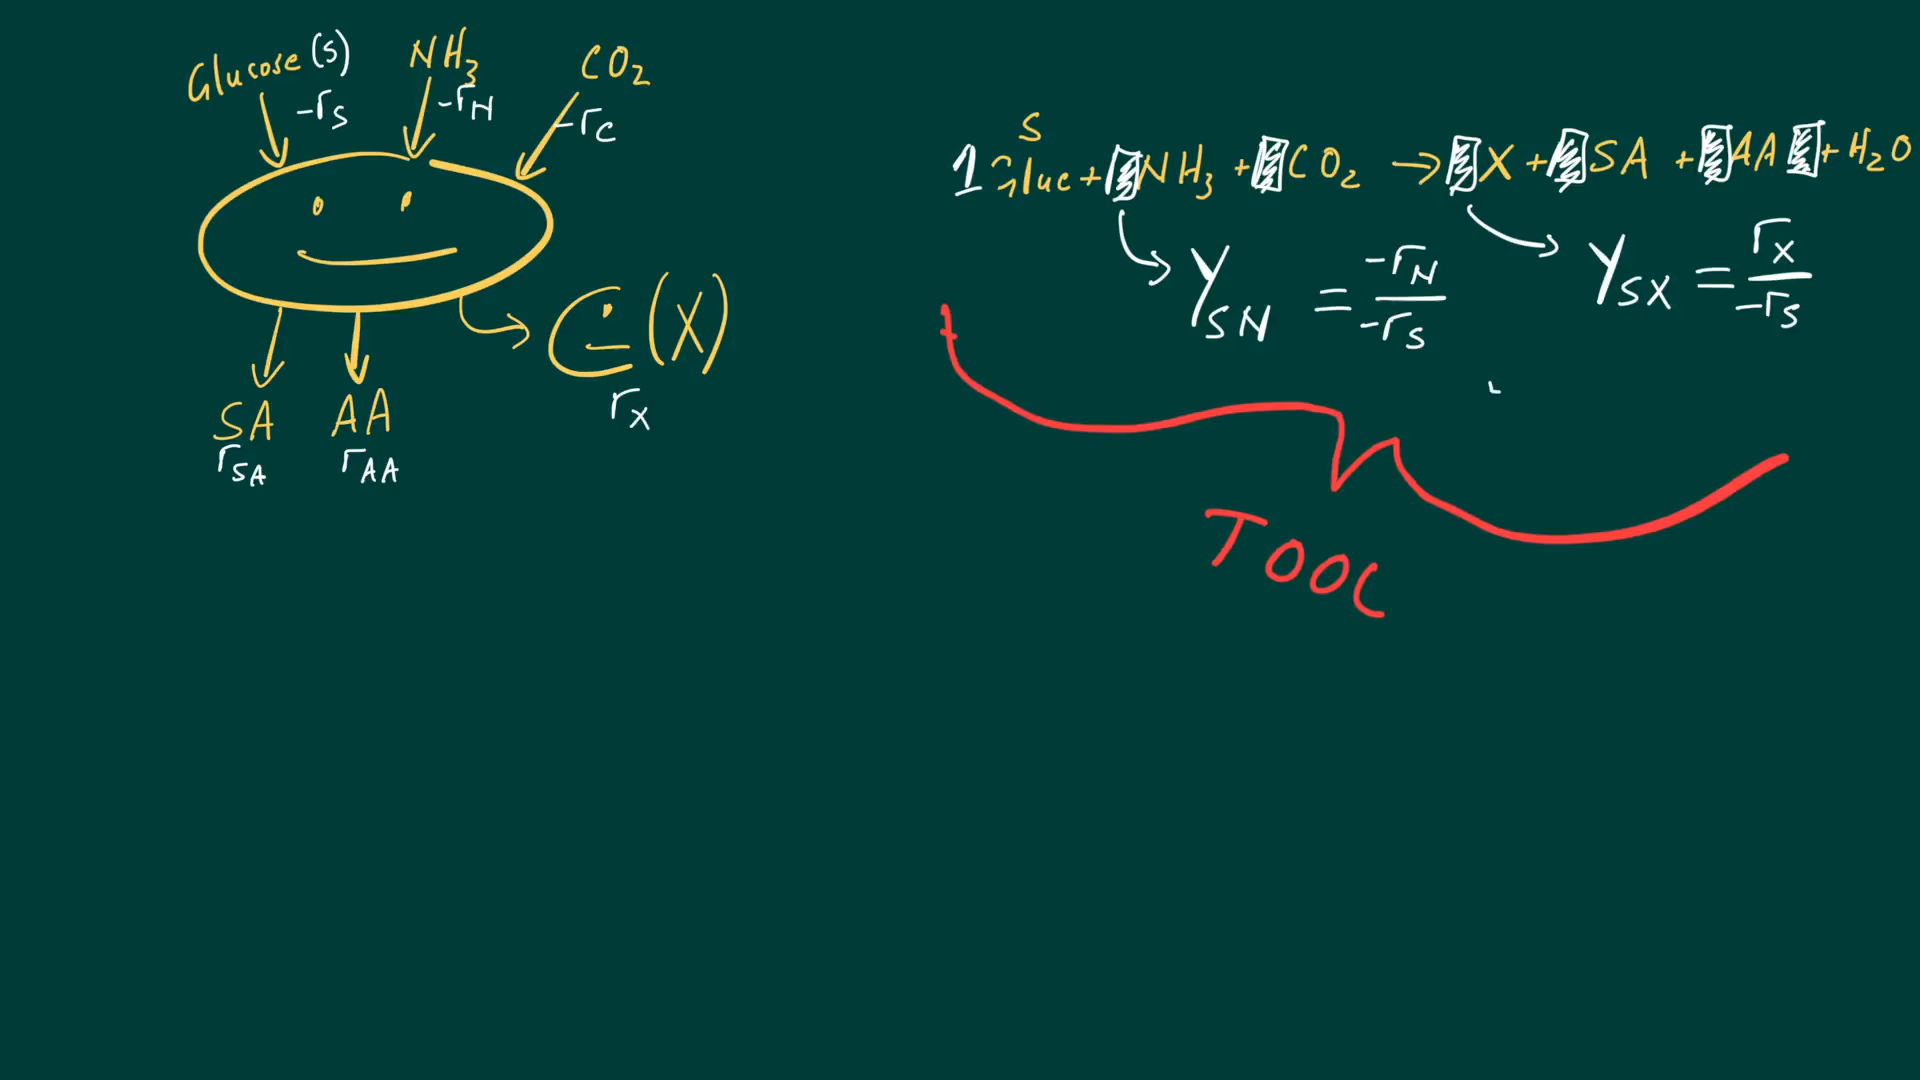 Glucose (S) NH3 CO2
-rS -rN -rC
(X)
rX
SA AA
rSA rAA
S
1 Gluc + NH3 + CO2 → X + SA + AA + H2O
YSN = -rN / -rS
YSX = rX / -rS
TOOL